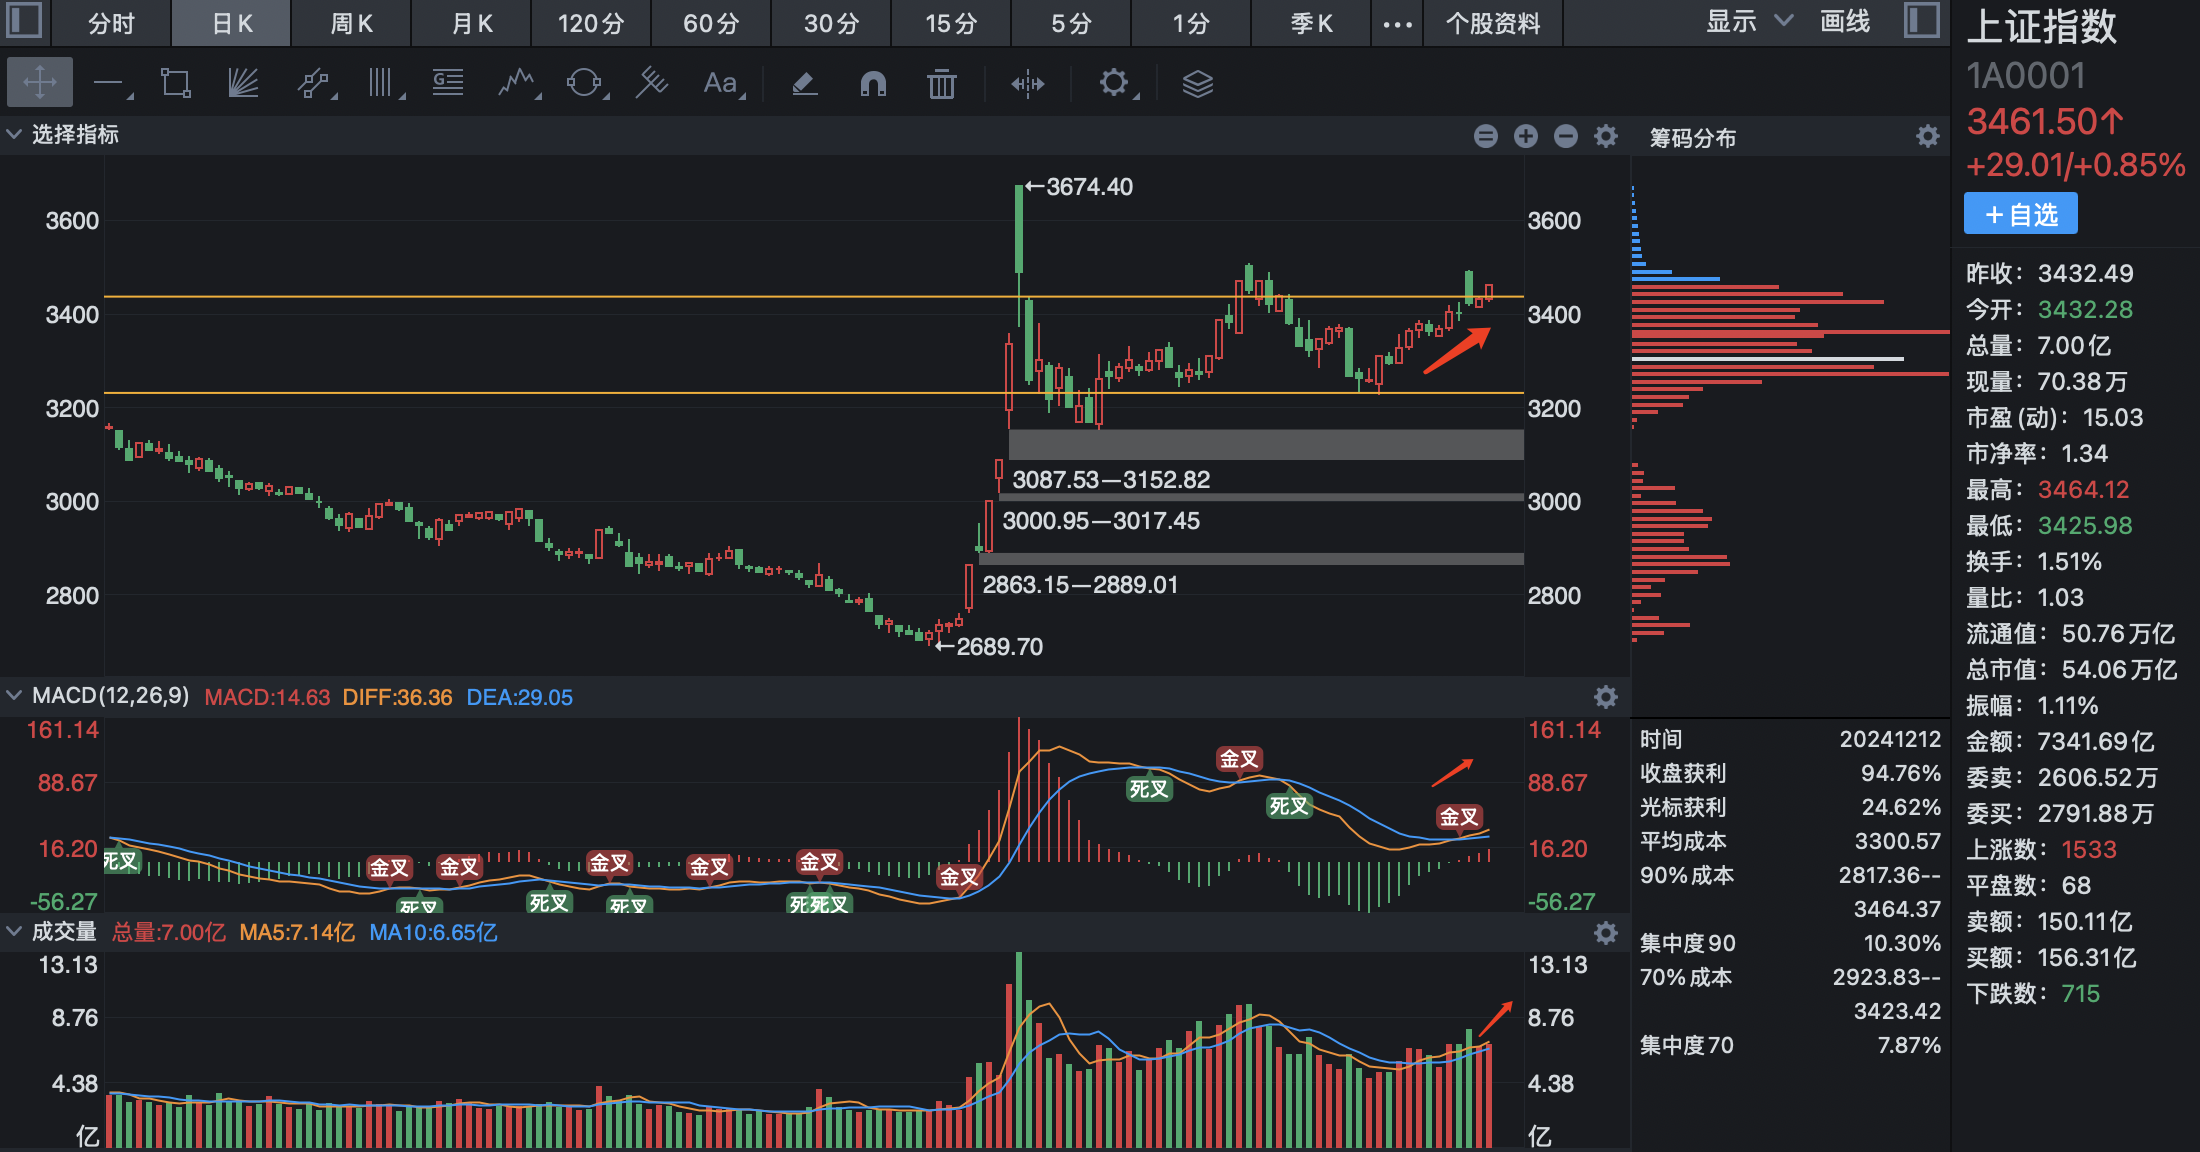 分时 日K 周K 月K 120分 60分 30分 15分 5分 1分 季K ··· 个股资料 显示 画线
G Aa
选择指标
3674.40
3600 3600
3400 3400
3200 3200
3087.53—3152.82
3000 3000
3000.95—3017.45
2863.15—2889.01
2800 2800
2689.70
MACD(12,26,9) MACD:14.63 DIFF:36.36 DEA:29.05
161.14 161.14
88.67 88.67
16.20 16.20
-56.27 -56.27
死叉 金叉 死叉 金叉 死叉 金叉 死叉 金叉 死 死叉 金叉 金叉 死叉 金叉 死叉 金叉
成交量 总量:7.00亿 MA5:7.14亿 MA10:6.65亿
13.13 13.13
8.76 8.76
4.38 4.38
亿 亿
筹码分布
时间 20241212
收盘获利 94.76%
光标获利 24.62%
平均成本 3300.57
90%成本 2817.36--
3464.37
集中度90 10.30%
70%成本 2923.83--
3423.42
集中度70 7.87%
上证指数
1A0001
3461.50↑
+29.01/+0.85%
+自选
昨收：3432.49
今开：3432.28
总量：7.00亿
现量：70.38万
市盈(动)：15.03
市净率：1.34
最高：3464.12
最低：3425.98
换手：1.51%
量比：1.03
流通值：50.76万亿
总市值：54.06万亿
振幅：1.11%
金额：7341.69亿
委卖：2606.52万
委买：2791.88万
上涨数：1533
平盘数：68
卖额：150.11亿
买额：156.31亿
下跌数：715